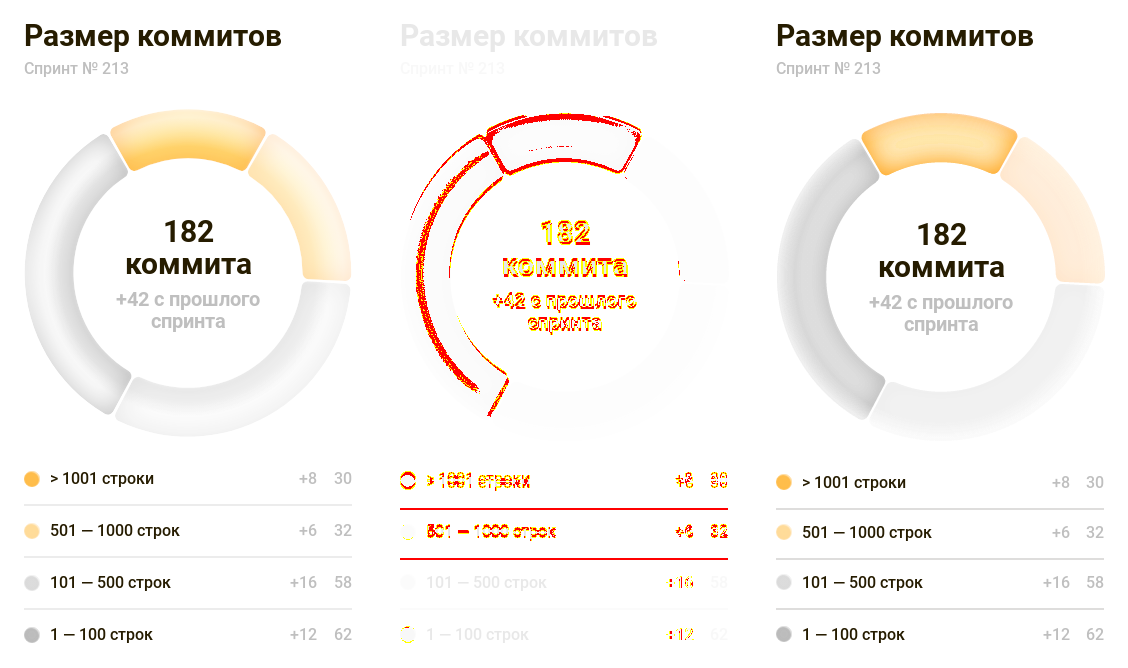 Размер коммитов
Спринт № 213
182
коммита
+42 с прошлого
спринта
> 1001 строки +8 30
501 — 1000 строк +6 32
101 — 500 строк +16 58
1 — 100 строк +12 62
Размер коммитов
Спринт № 213
182
коммита
+42 с прошлого
спринта
> 1001 строки +8 30
501 — 1000 строк +6 32
101 — 500 строк +16 58
1 — 100 строк +12 62
Размер коммитов
Спринт № 213
182
коммита
+42 с прошлого
спринта
> 1001 строки +8 30
501 — 1000 строк +6 32
101 — 500 строк +16 58
1 — 100 строк +12 62